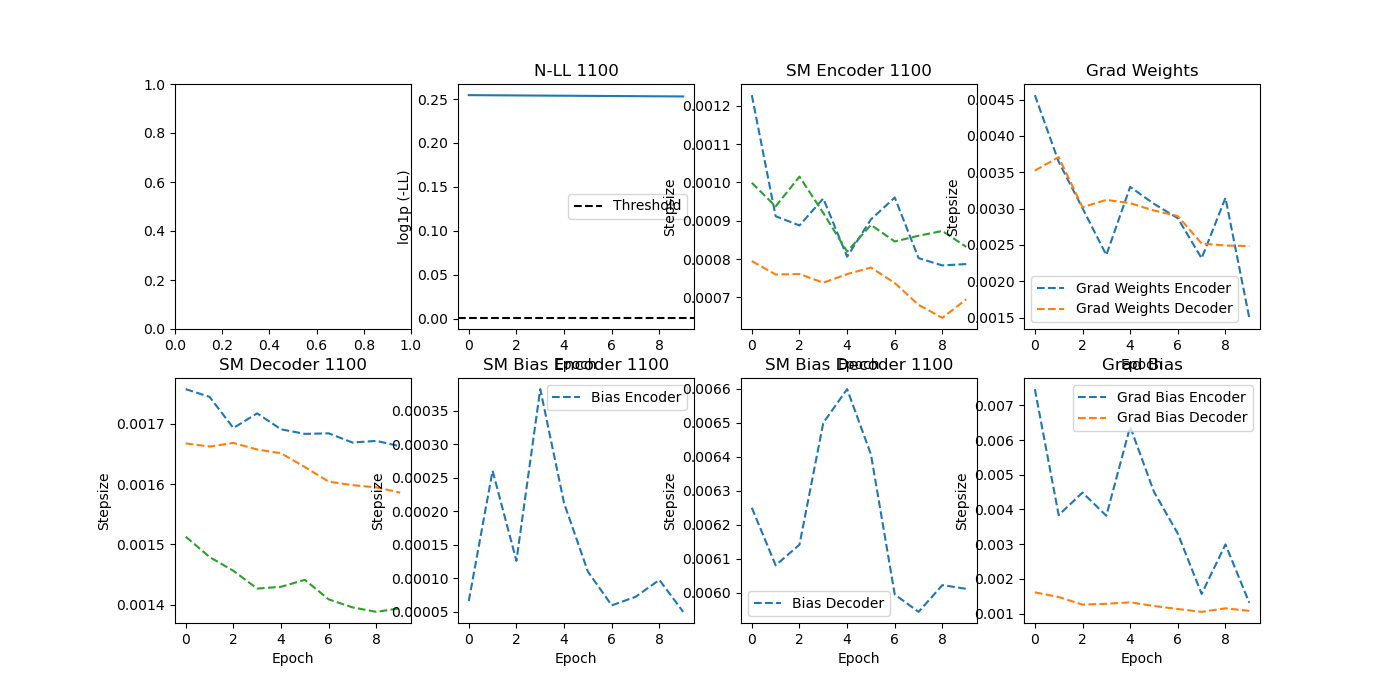 N-LL 1100
SM Encoder 1100
Grad Weights
1.0
0.8
0.6
0.4
0.2
0.0
0.0 0.2 0.4 0.6 0.8 1.0
log1p (-LL)
0.25
0.20
0.15
0.10
0.05
0.00
Threshold
0 2 4 6 8
Epoch
Stepsize
0.0012
0.0011
0.0010
0.0009
0.0008
0.0007
0 2 4 6 8
Epoch
Stepsize
0.0045
0.0040
0.0035
0.0030
0.0025
0.0020
0.0015
Grad Weights Encoder
Grad Weights Decoder
0 2 4 6 8
Epoch
SM Decoder 1100
SM Bias Encoder 1100
SM Bias Decoder 1100
Grad Bias
Stepsize
0.0017
0.0016
0.0015
0.0014
0 2 4 6 8
Epoch
Stepsize
0.00035
0.00030
0.00025
0.00020
0.00015
0.00010
0.00005
Bias Encoder
0 2 4 6 8
Epoch
Stepsize
0.0066
0.0065
0.0064
0.0063
0.0062
0.0061
0.0060
Bias Decoder
0 2 4 6 8
Epoch
Stepsize
0.007
0.006
0.005
0.004
0.003
0.002
0.001
Grad Bias Encoder
Grad Bias Decoder
0 2 4 6 8
Epoch